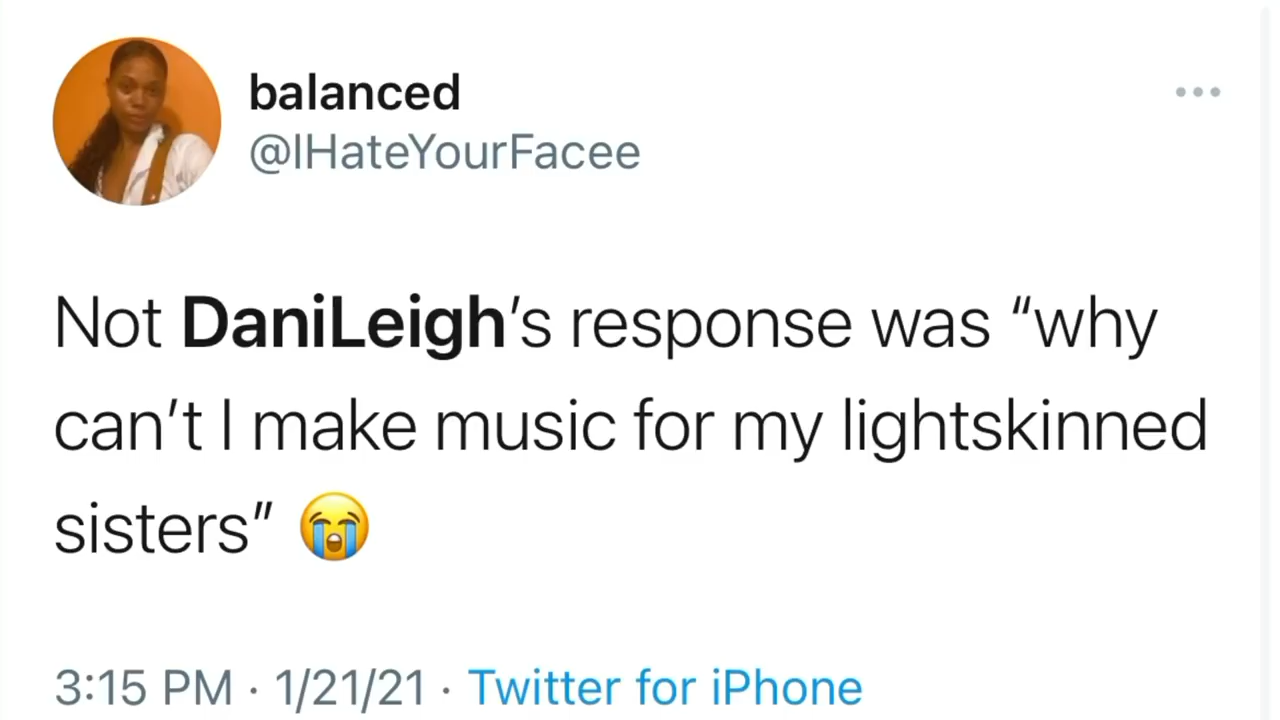 balanced
@IHateYourFacee
Not DaniLeigh’s response was “why
can’t I make music for my lightskinned
sisters” 😭
3:15 PM · 1/21/21 · Twitter for iPhone